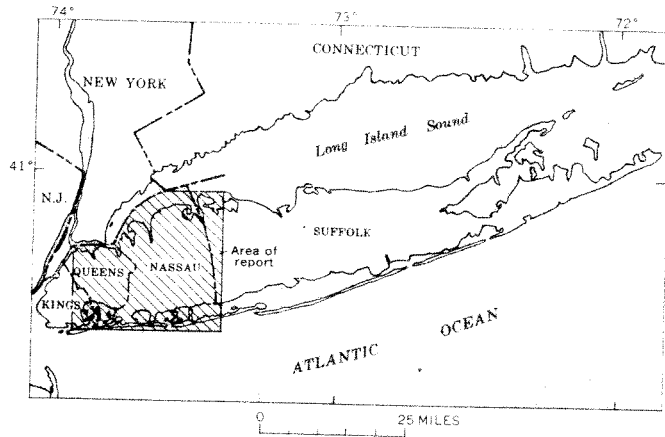 74°
73°
72°
CONNECTICUT
NEW YORK
Long Island Sound
41°
N.J.
SUFFOLK
Area of
report
QUEENS
NASSAU
KINGS
ATLANTIC OCEAN
0 25 MILES